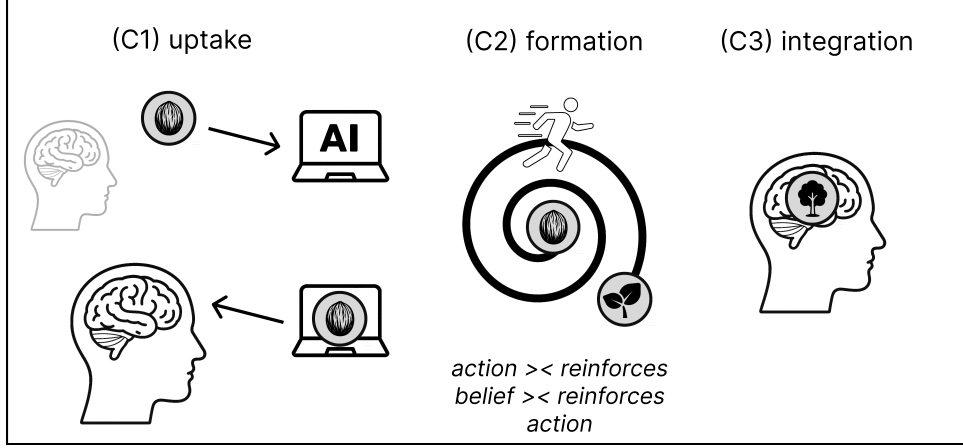 (C1) uptake
(C2) formation
(C3) integration
AI
action >< reinforces
belief >< reinforces
action